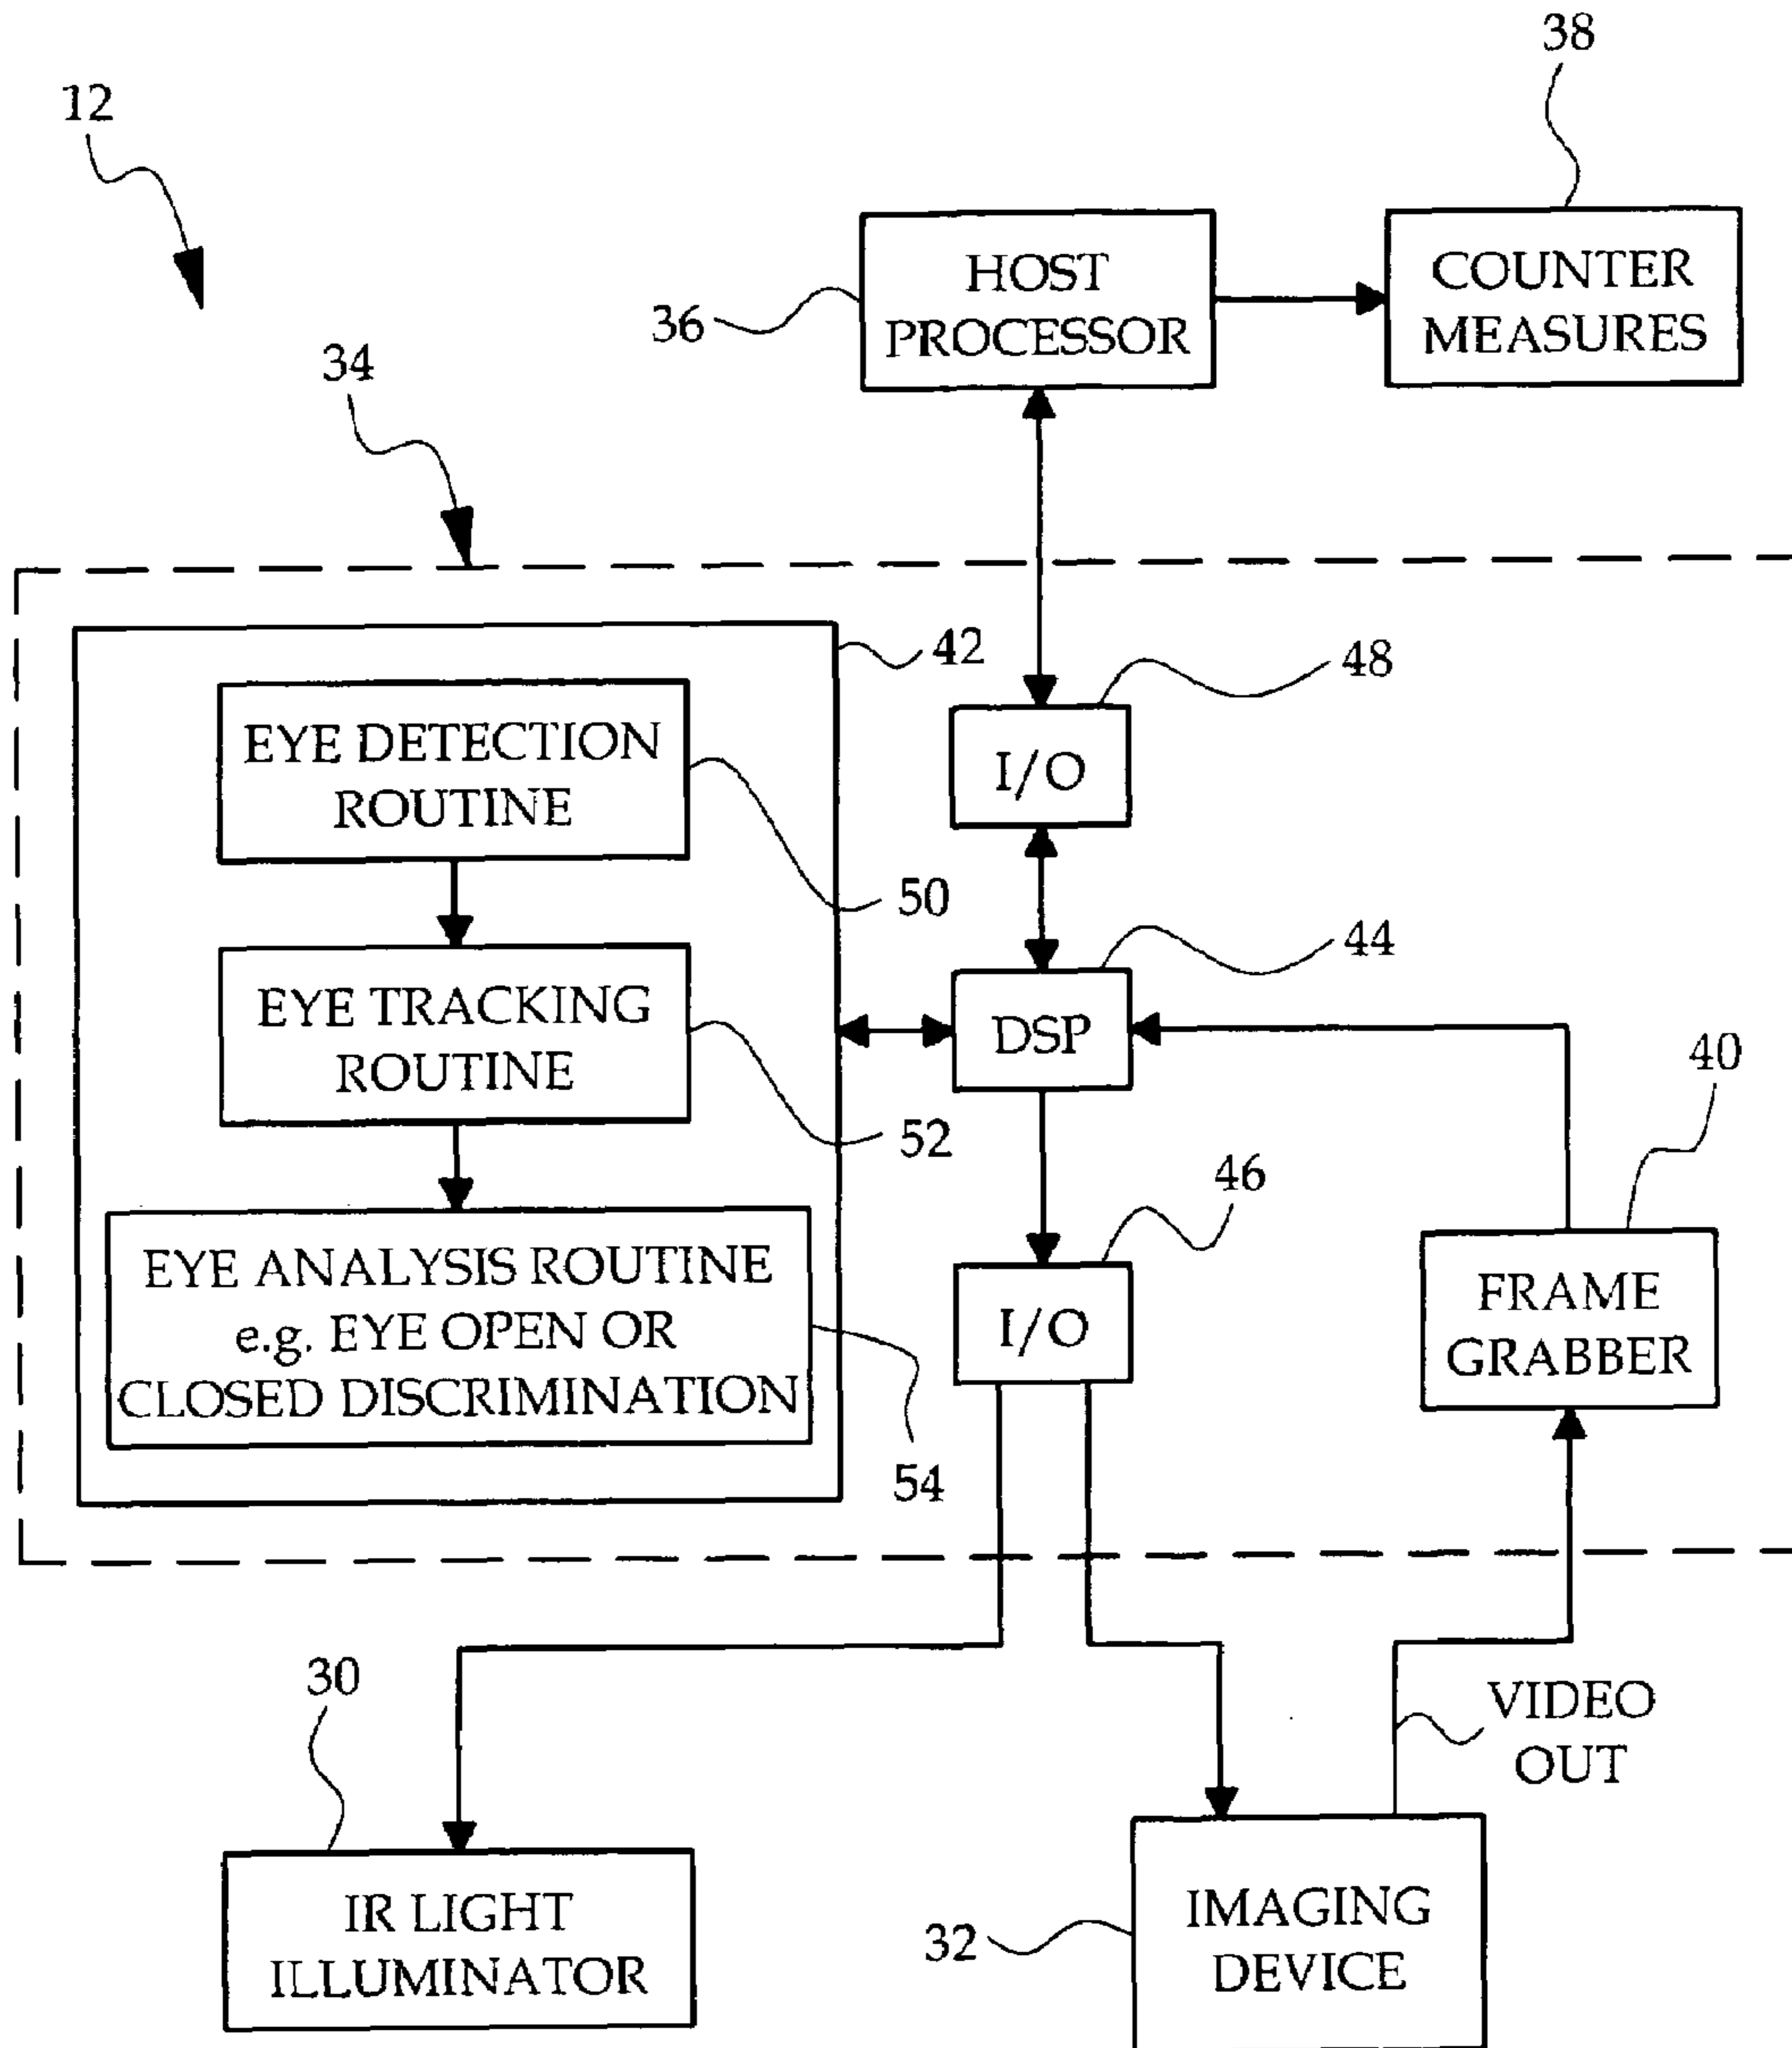 38
12
HOST
PROCESSOR
36
COUNTER
MEASURES
34
42
48
EYE DETECTION
ROUTINE
I/O
50
44
EYE TRACKING
ROUTINE
DSP
40
52
46
EYE ANALYSIS ROUTINE
e.g. EYE OPEN OR
CLOSED DISCRIMINATION
I/O
FRAME
GRABBER
54
30
VIDEO
OUT
IR LIGHT
ILLUMINATOR
32
IMAGING
DEVICE